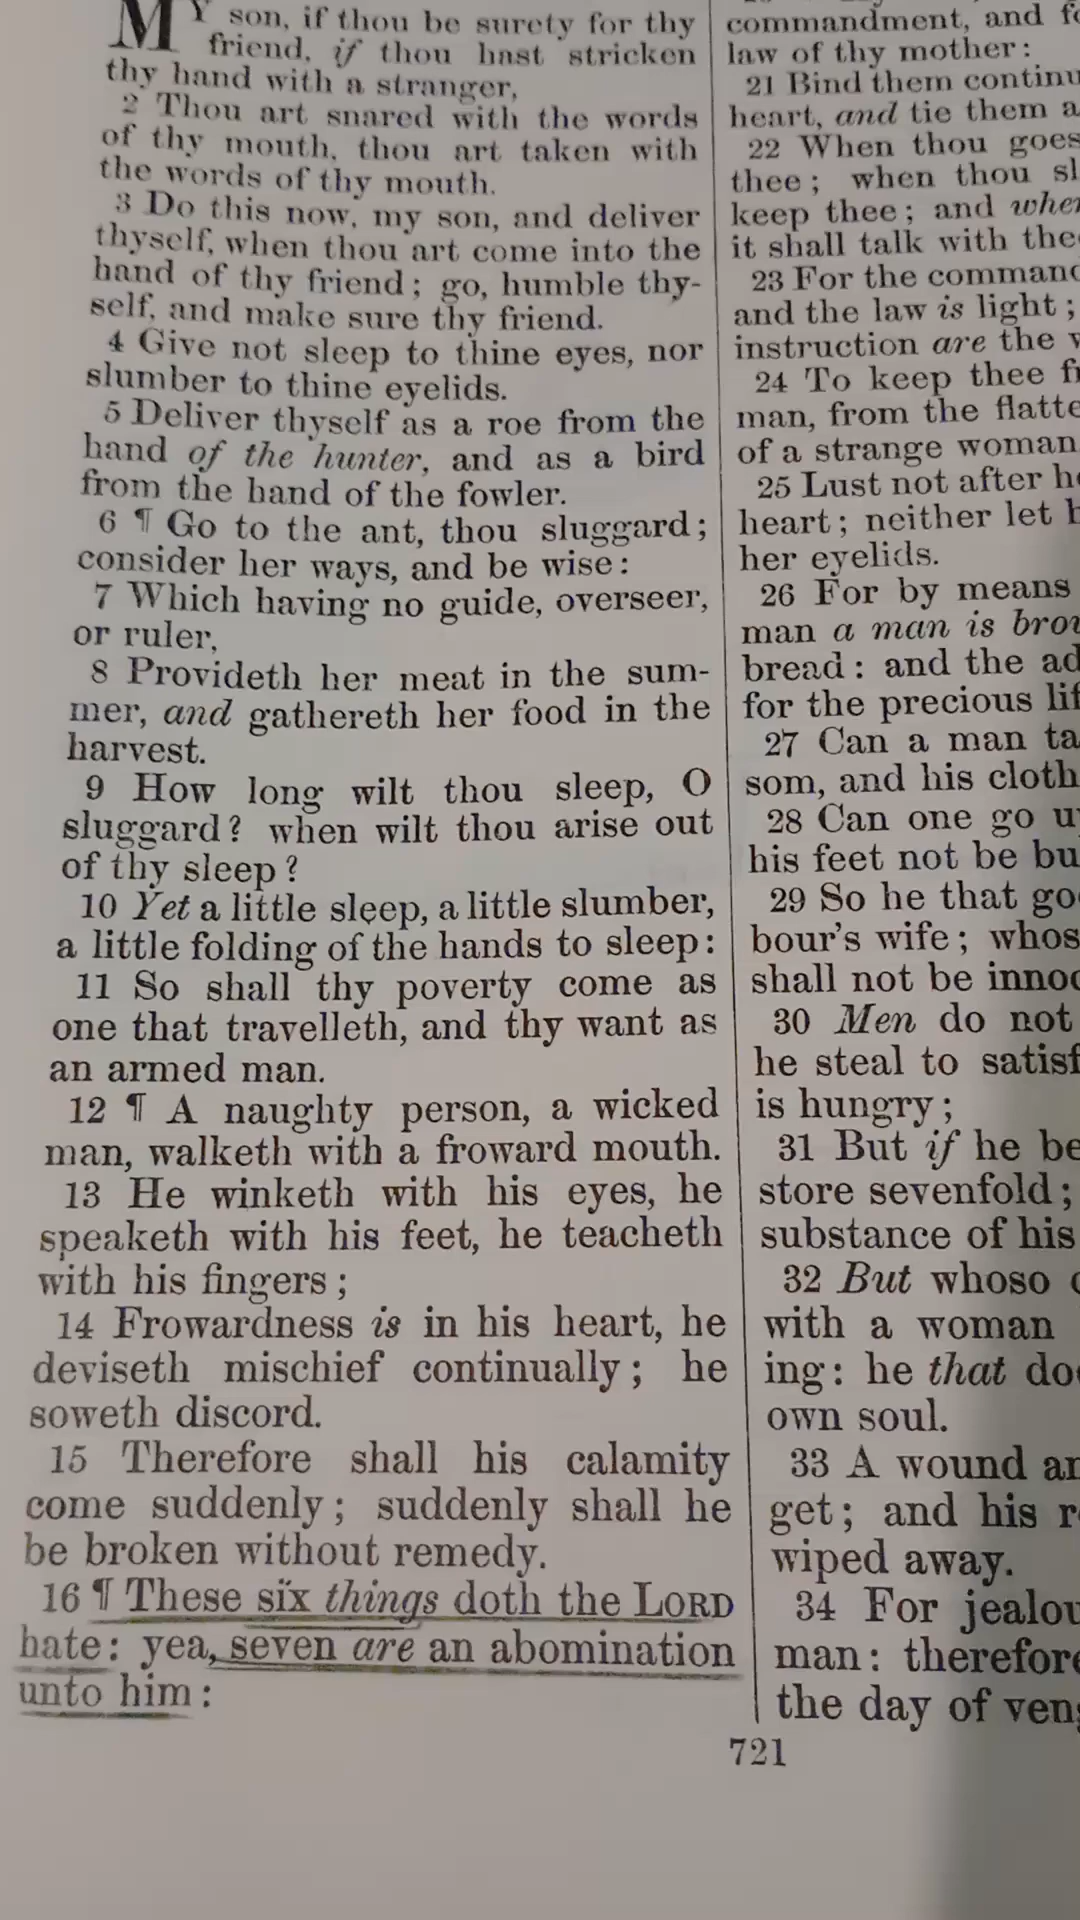 MY son, if thou be surety for thy
friend, if thou hast stricken
thy hand with a stranger,
2 Thou art snared with the words
of thy mouth, thou art taken with
the words of thy mouth.
3 Do this now, my son, and deliver
thyself, when thou art come into the
hand of thy friend; go, humble thy-
self, and make sure thy friend.
4 Give not sleep to thine eyes, nor
slumber to thine eyelids.
5 Deliver thyself as a roe from the
hand of the hunter, and as a bird
from the hand of the fowler.
6 ¶ Go to the ant, thou sluggard;
consider her ways, and be wise:
7 Which having no guide, overseer,
or ruler,
8 Provideth her meat in the sum-
mer, and gathereth her food in the
harvest.
9 How long wilt thou sleep, O
sluggard? when wilt thou arise out
of thy sleep?
10 Yet a little sleep, a little slumber,
a little folding of the hands to sleep:
11 So shall thy poverty come as
one that travelleth, and thy want as
an armed man.
12 ¶ A naughty person, a wicked
man, walketh with a froward mouth.
13 He winketh with his eyes, he
speaketh with his feet, he teacheth
with his fingers;
14 Frowardness is in his heart, he
deviseth mischief continually; he
soweth discord.
15 Therefore shall his calamity
come suddenly; suddenly shall he
be broken without remedy.
16 ¶ These six things doth the LORD
hate: yea, seven are an abomination
unto him:
commandment, and
law of thy mother:
21 Bind them
heart, and tie them
22 When thou
thee; when thou
keep thee; and
it shall talk with
23 For the
and the law is light;
instruction are the
24 To keep thee
man, from the
of a strange woman
25 Lust not after
heart; neither let
her eyelids.
26 For by means
man a man is
bread: and the
for the precious
27 Can a man
som, and his
28 Can one go
his feet not be
29 So he that
bour's wife;
shall not be
30 Men do not
he steal to
is hungry;
31 But if he be
store sevenfold;
substance of his
32 But whoso
with a woman
ing: he that
own soul.
33 A wound
get; and his
wiped away.
34 For
man: therefore
the day of
721